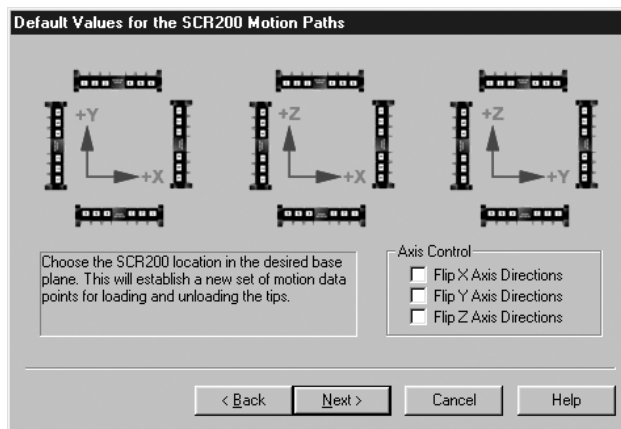 Default Values for the SCR200 Motion Paths
+Y
+X
+Z
+X
+Z
+Y
Choose the SCR200 location in the desired base
plane. This will establish a new set of motion data
points for loading and unloading the tips.
Axis Control
Flip X Axis Directions
Flip Y Axis Directions
Flip Z Axis Directions
< Back
Next >
Cancel
Help